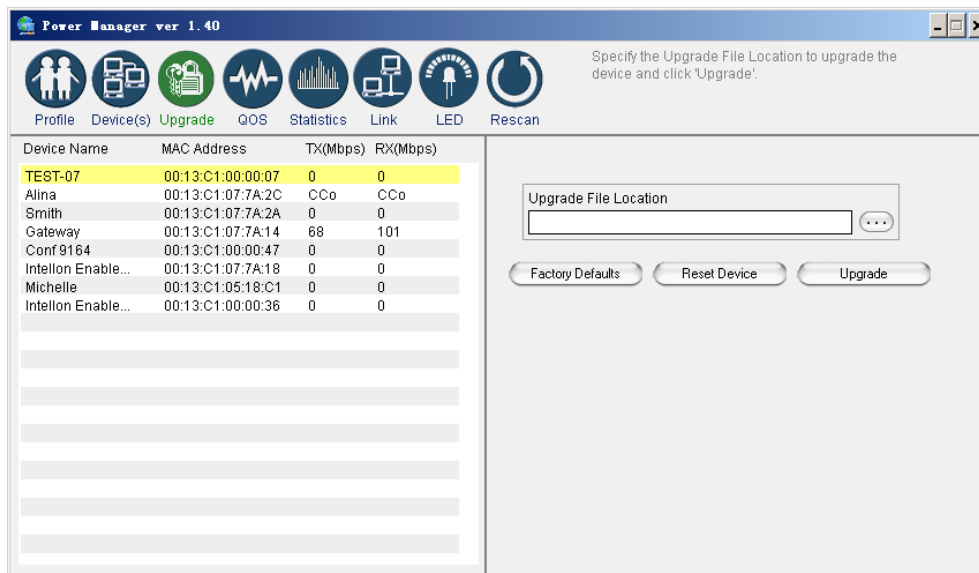 Power Manager ver 1.40
Specify the Upgrade File Location to upgrade the
device and click 'Upgrade'.
Profile Device(s) Upgrade QOS Statistics Link LED Rescan
Device Name MAC Address TX(Mbps) RX(Mbps)
TEST-07 00:13:C1:00:00:07 0 0
Alina 00:13:C1:07:7A:2C CCo CCo
Smith 00:13:C1:07:7A:2A 0 0
Gateway 00:13:C1:07:7A:14 68 101
Conf 9164 00:13:C1:00:00:47 0 0
Intellon Enable... 00:13:C1:07:7A:18 0 0
Michelle 00:13:C1:05:18:C1 0 0
Intellon Enable... 00:13:C1:00:00:36 0 0
Upgrade File Location
...
Factory Defaults Reset Device Upgrade